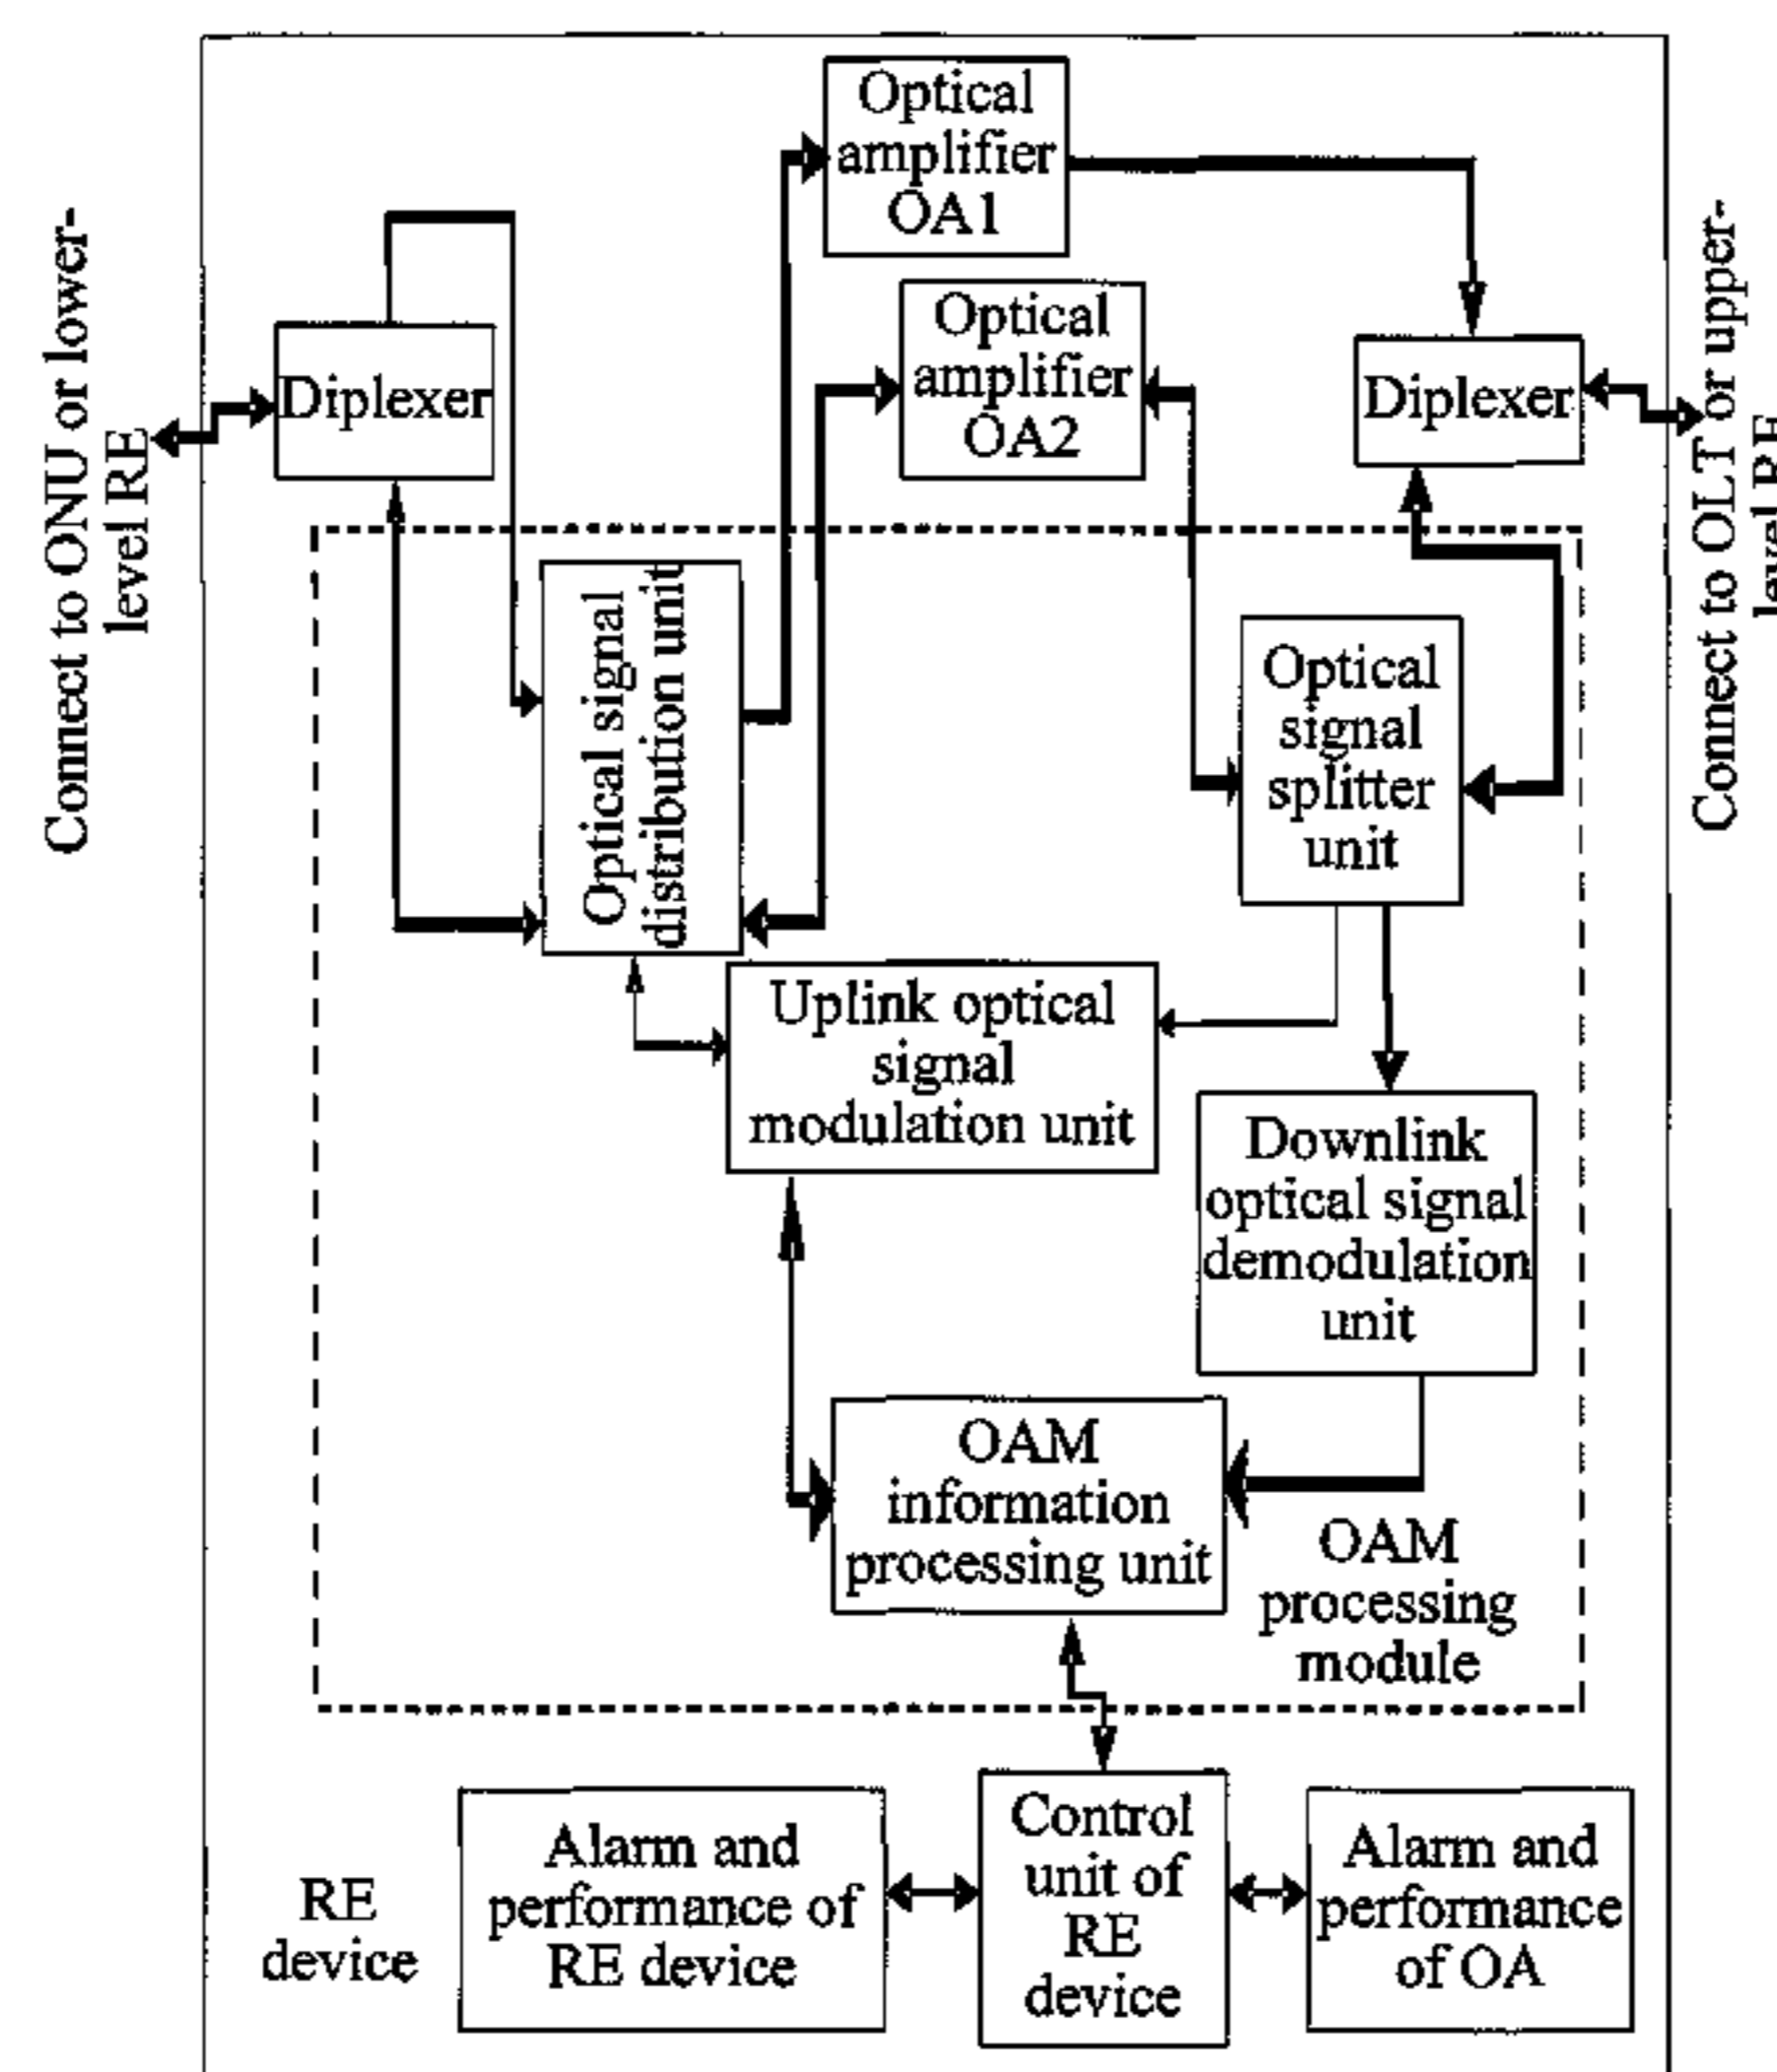 Optical
amplifier
OA1
Optical
amplifier
OA2
Diplexer
Diplexer
Connect to ONU or lower-
level RE
Connect to OLT or upper-
level RE
Optical signal
distribution unit
Optical
signal
splitter
unit
Uplink optical
signal
modulation unit
Downlink
optical signal
demodulation
unit
OAM
information
processing unit
OAM
processing
module
RE
device
Alarm and
performance of
RE device
Control
unit of
RE
device
Alarm and
performance
of OA